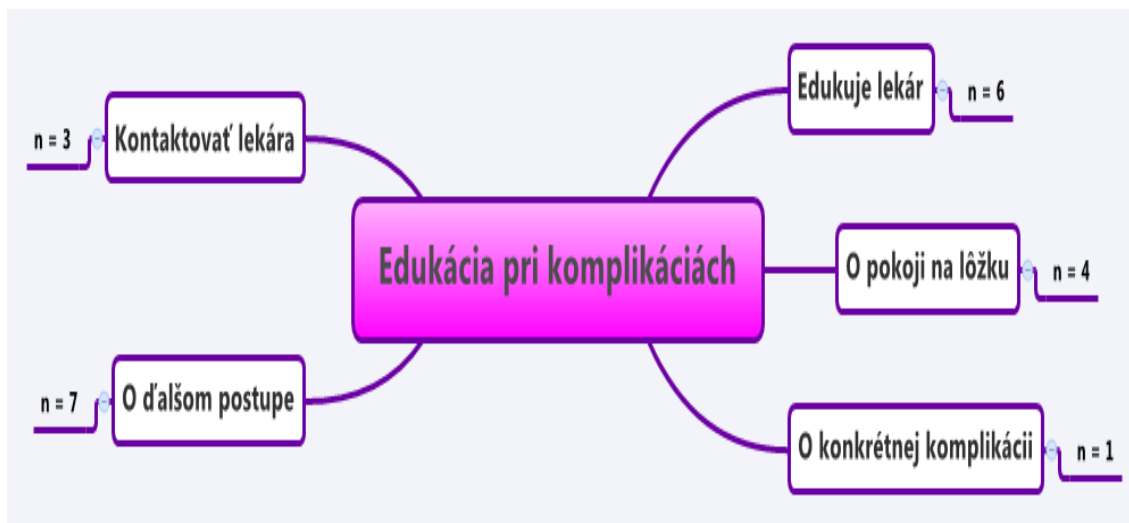 Edukácia pri komplikáciách
Edukuje lekár
n = 6
O pokoji na lôžku
n = 4
O konkrétnej komplikácii
n = 1
O ďalšom postupe
n = 7
Kontaktovať lekára
n = 3